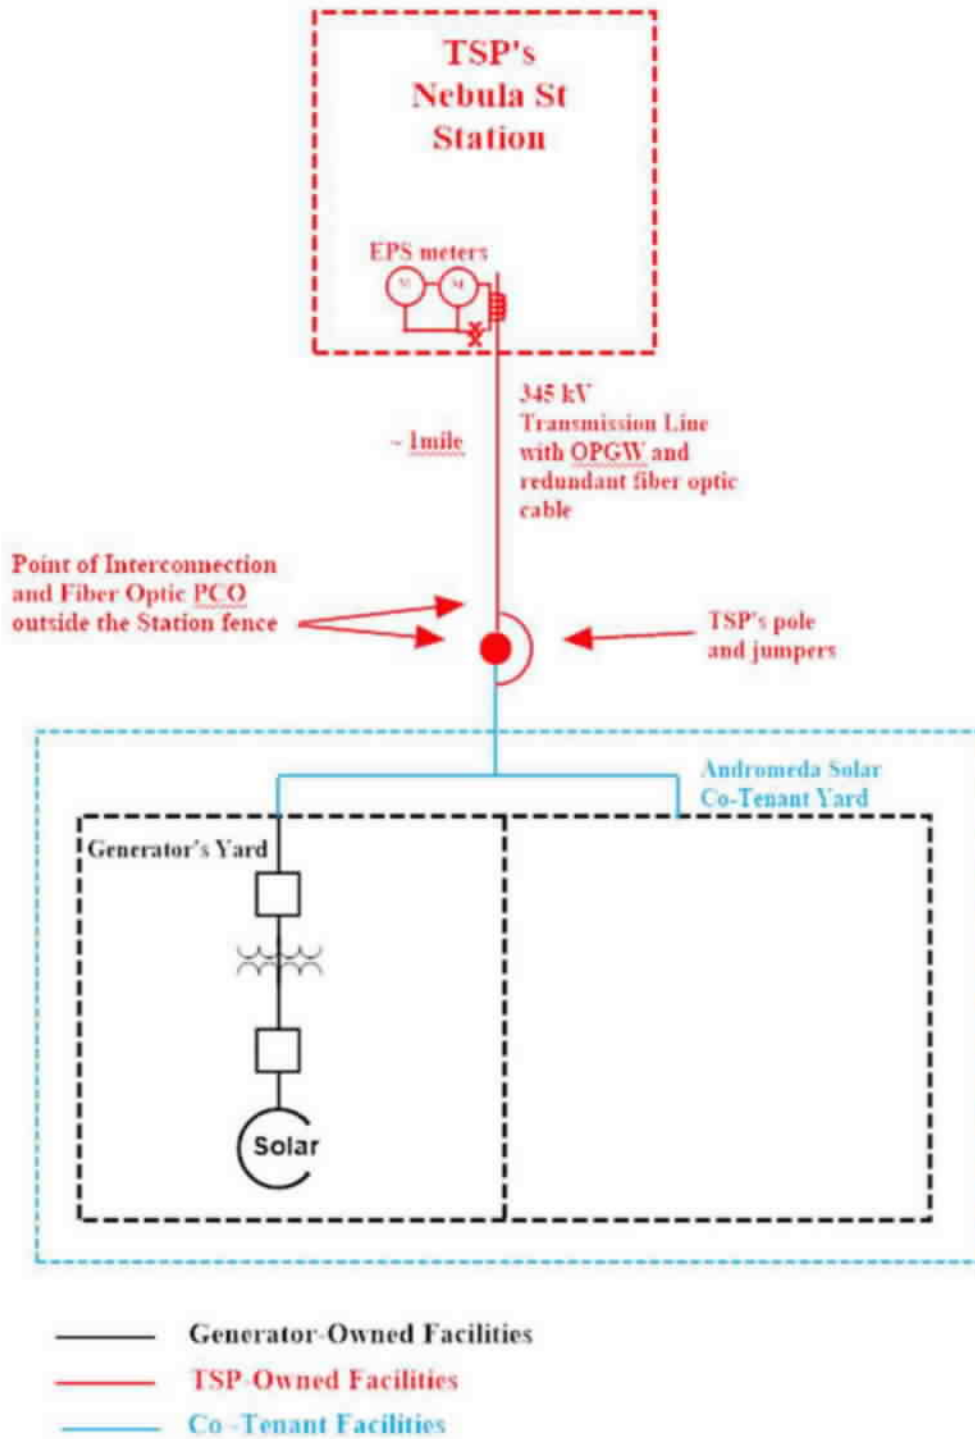 TSP's
Nebula St
Station
EPS meters
M
M
345 kV
Transmission Line
with OPGW and
redundant fiber optic
cable
~ 1mile
Point of Interconnection
and Fiber Optic PCO
outside the Station fence
TSP's pole
and jumpers
Andromeda Solar
Co-Tenant Yard
Generator's Yard
Solar
Generator-Owned Facilities
TSP-Owned Facilities
Co-Tenant Facilities